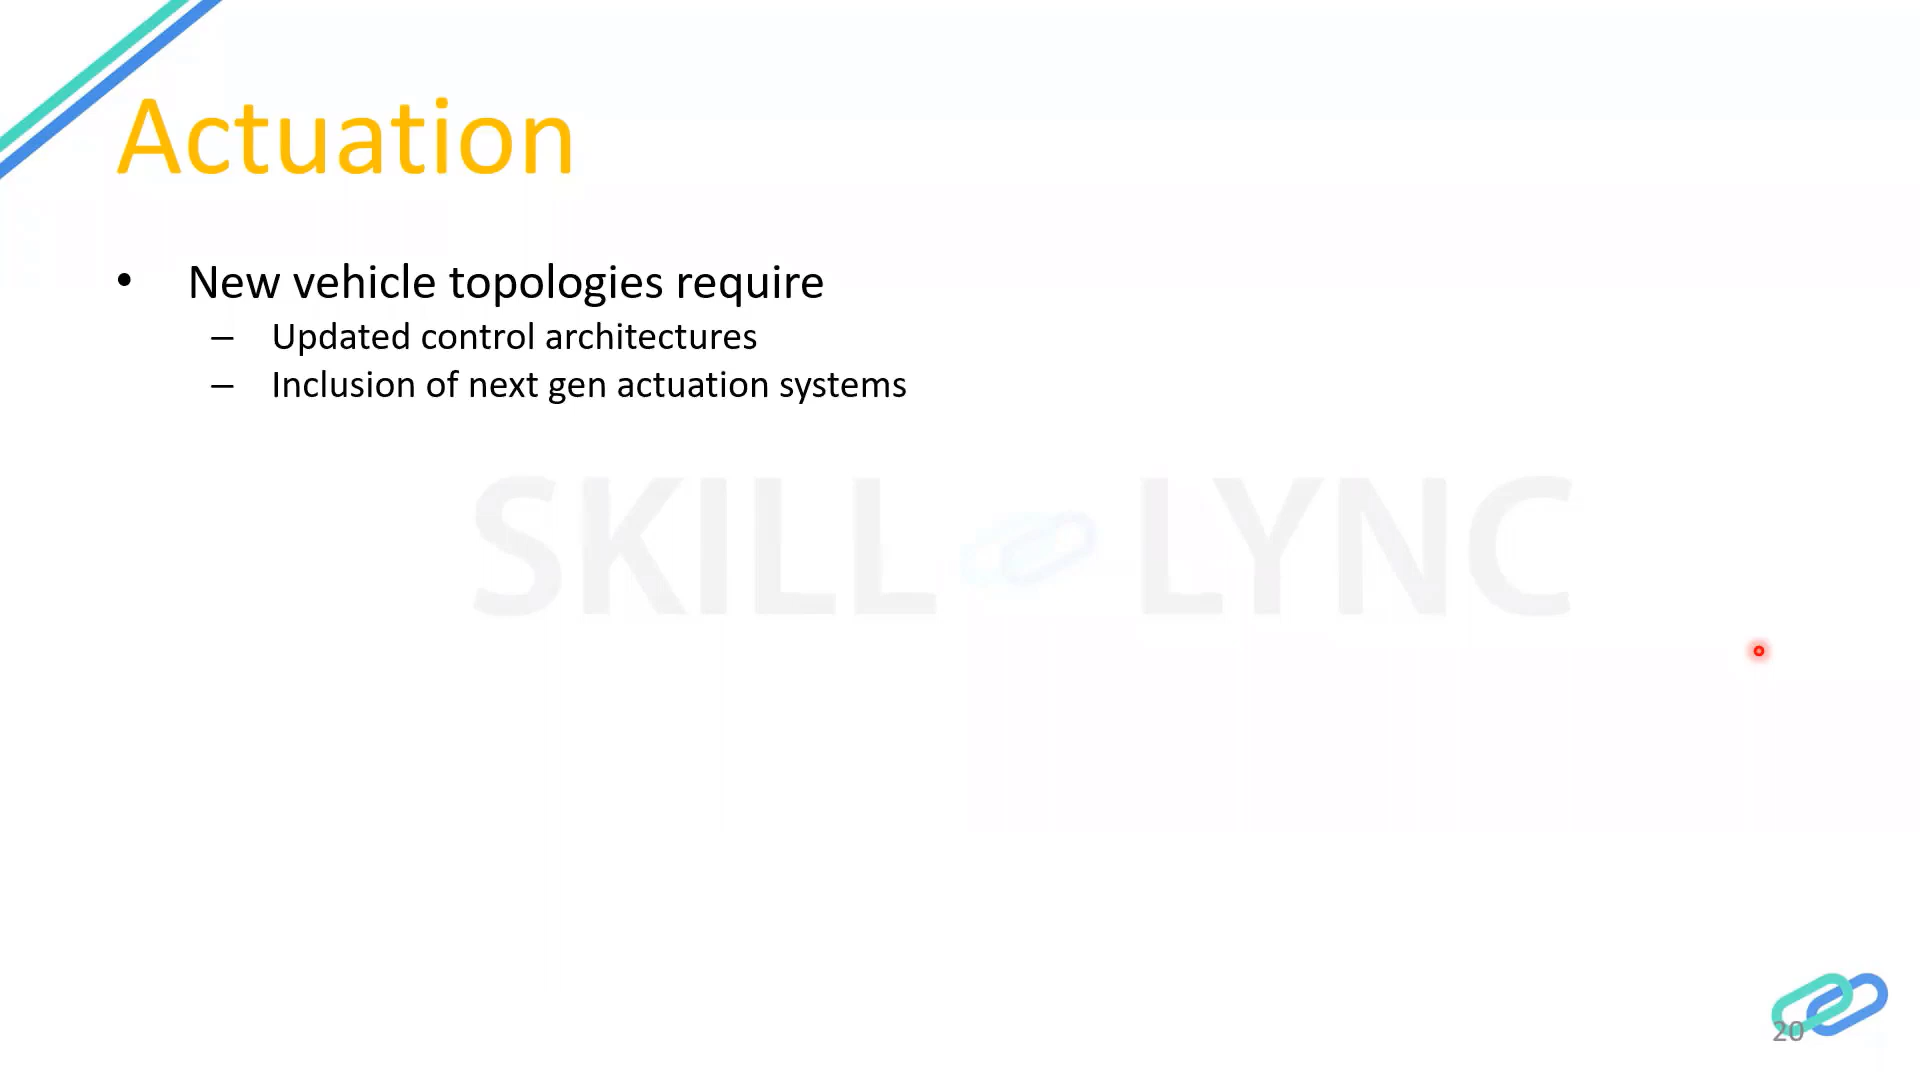 Actuation
• New vehicle topologies require
– Updated control architectures
– Inclusion of next gen actuation systems
SKILL LYNC
20